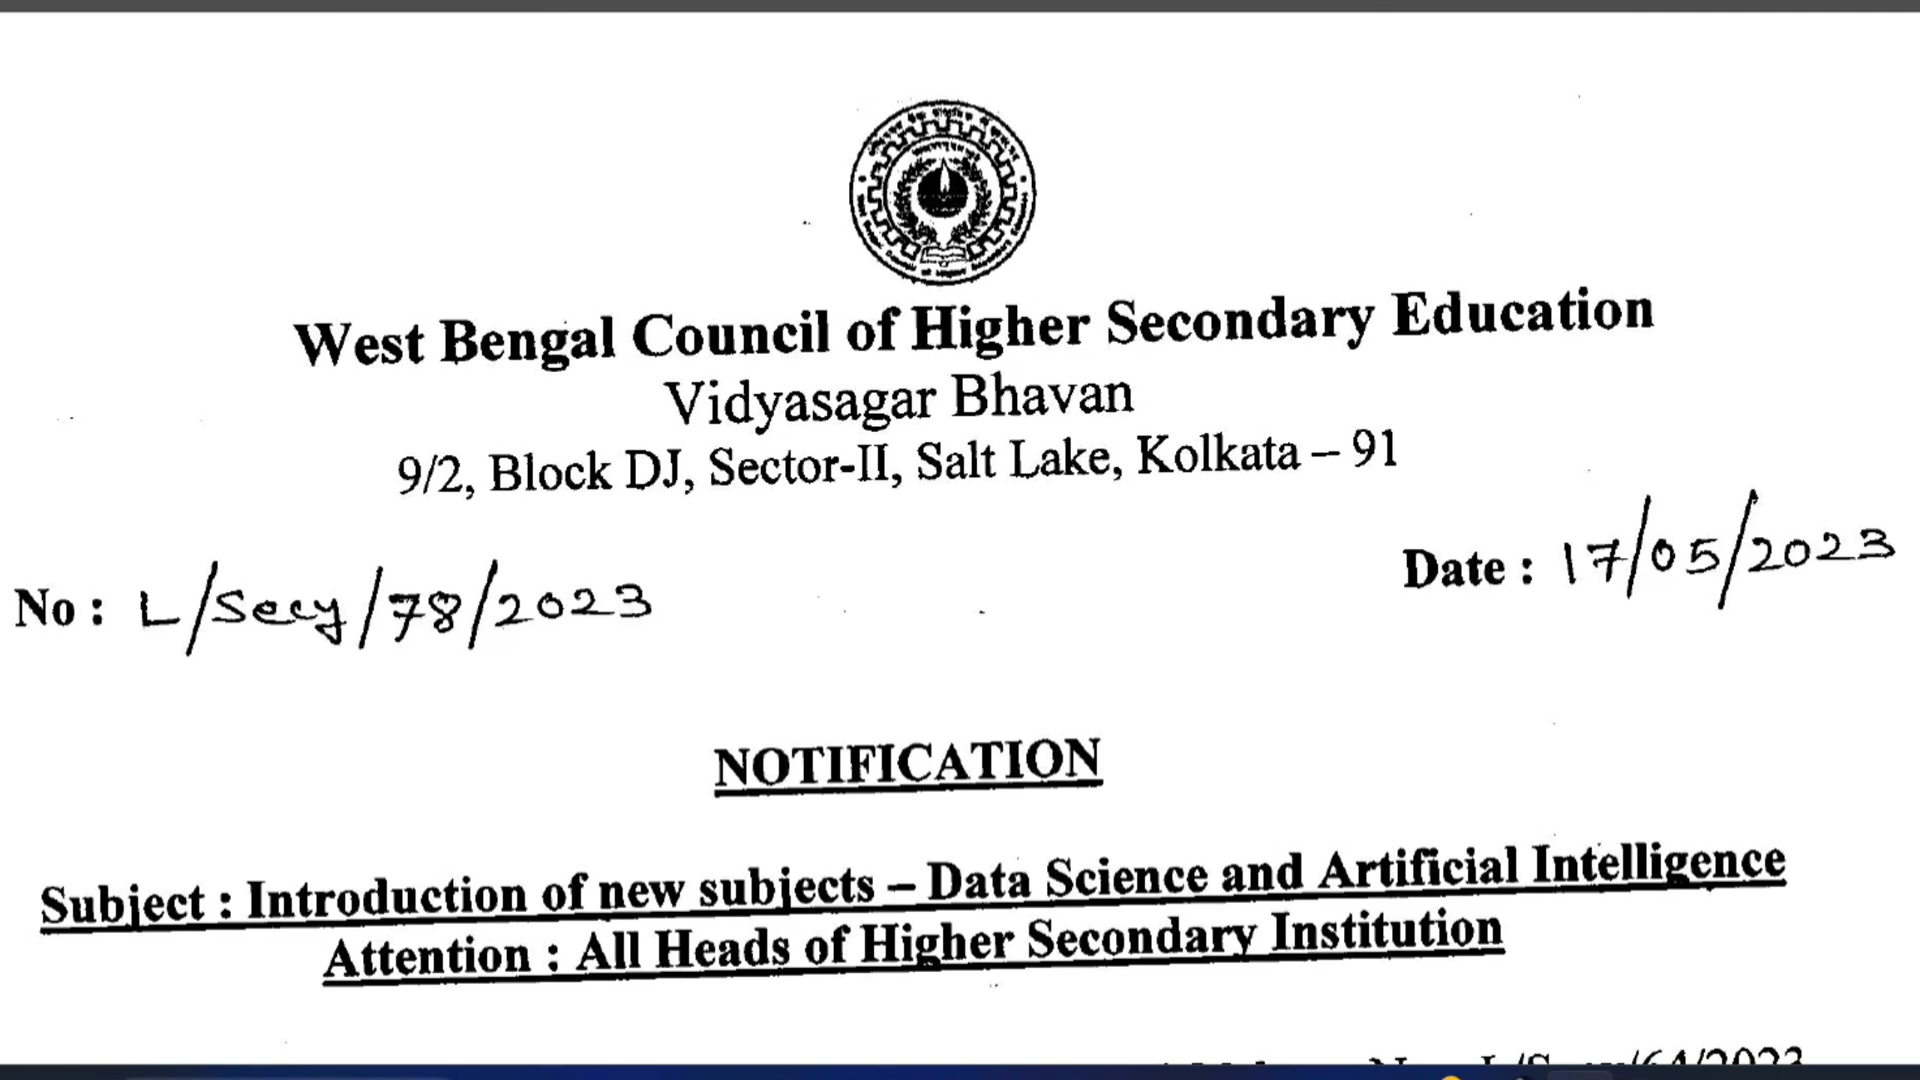 West Bengal Council of Higher Secondary Education
Vidyasagar Bhavan
9/2, Block DJ, Sector-II, Salt Lake, Kolkata – 91
No : L/Secy/78/2023
Date : 17/05/2023
NOTIFICATION
Subject : Introduction of new subjects – Data Science and Artificial Intelligence
Attention : All Heads of Higher Secondary Institution